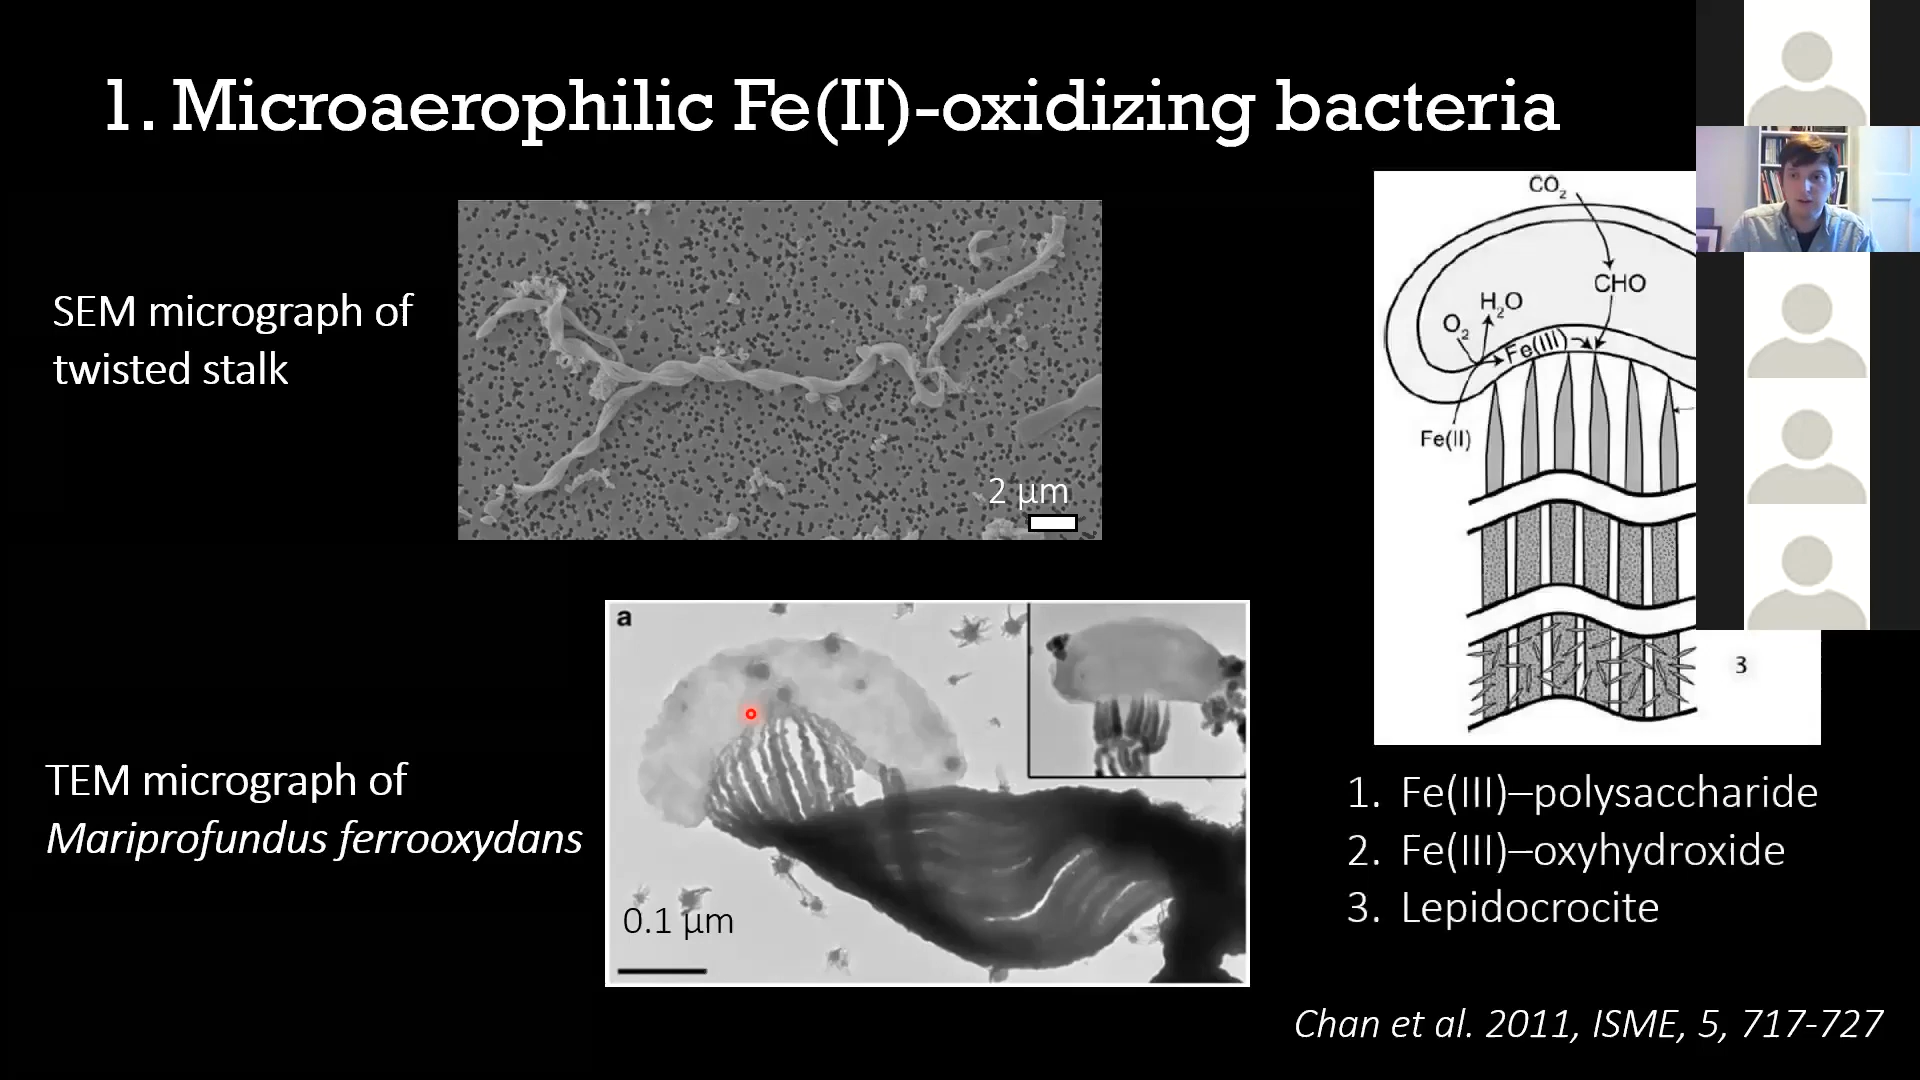 1. Microaerophilic Fe(II)-oxidizing bacteria
SEM micrograph of
twisted stalk
2 µm
CO₂
CHO
H₂O
O₂
Fe(III)
Fe(II)
3
a
TEM micrograph of
Mariprofundus ferrooxydans
0.1 µm
1. Fe(III)–polysaccharide
2. Fe(III)–oxyhydroxide
3. Lepidocrocite
Chan et al. 2011, ISME, 5, 717-727